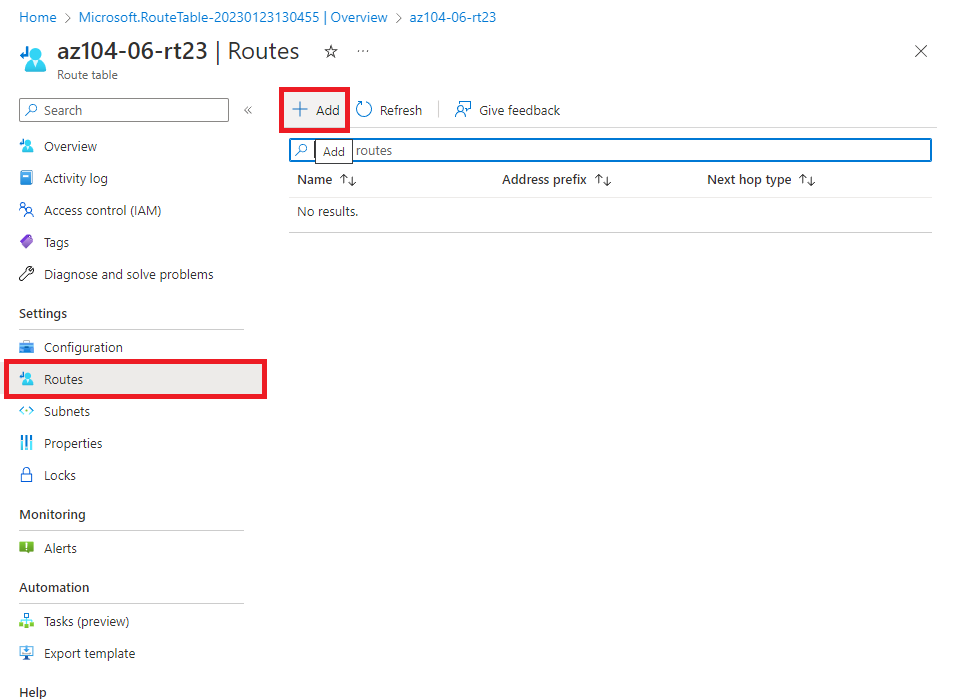 Home > Microsoft.RouteTable-20230123130455 | Overview > az104-06-rt23
az104-06-rt23 | Routes
Route table
Search
Overview
Activity log
Access control (IAM)
Tags
Diagnose and solve problems
Settings
Configuration
Routes
Subnets
Properties
Locks
Monitoring
Alerts
Automation
Tasks (preview)
Export template
Help
Add Refresh Give feedback
Add routes
Name Address prefix Next hop type
No results.